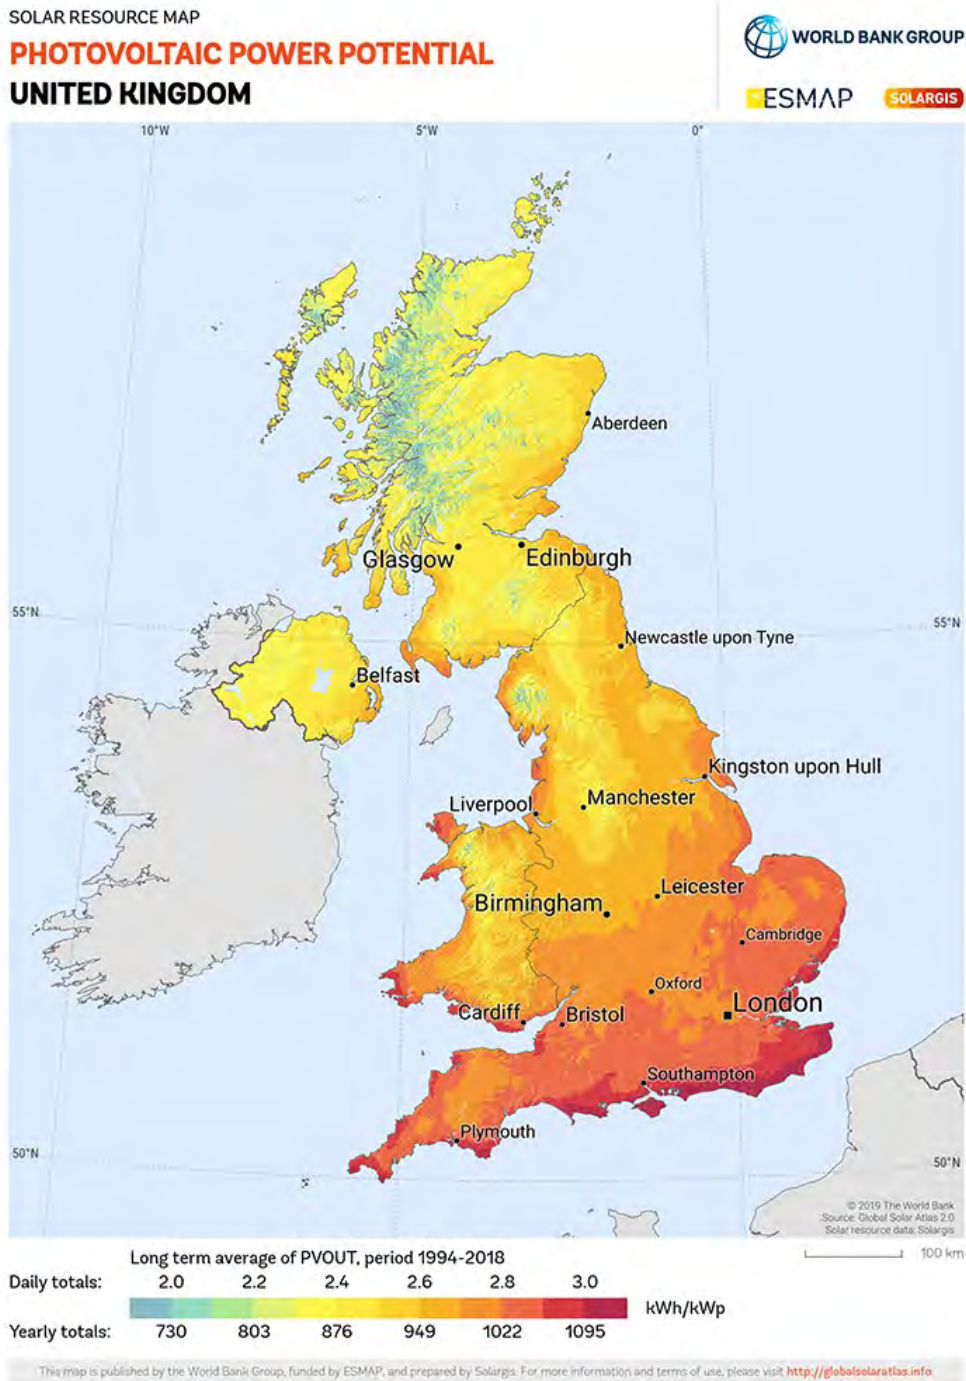 SOLAR RESOURCE MAP
PHOTOVOLTAIC POWER POTENTIAL
UNITED KINGDOM
WORLD BANK GROUP
ESMAP
SOLARGIS
10°W
5°W
0°
Aberdeen
Glasgow
Edinburgh
55°N
55°N
Newcastle upon Tyne
Belfast
Kingston upon Hull
Liverpool
Manchester
Leicester
Birmingham
Cambridge
Oxford
London
Cardiff
Bristol
Southampton
Plymouth
50°N
50°N
© 2019 The World Bank
Source: Global Solar Atlas 2.0
Solar resource data: Solargis
100 km
Long term average of PVOUT, period 1994-2018
Daily totals: 2.0 2.2 2.4 2.6 2.8 3.0
kWh/kWp
Yearly totals: 730 803 876 949 1022 1095
This map is published by the World Bank Group, funded by ESMAP, and prepared by Solargis. For more information and terms of use, please visit http://globalsolaratlas.info.